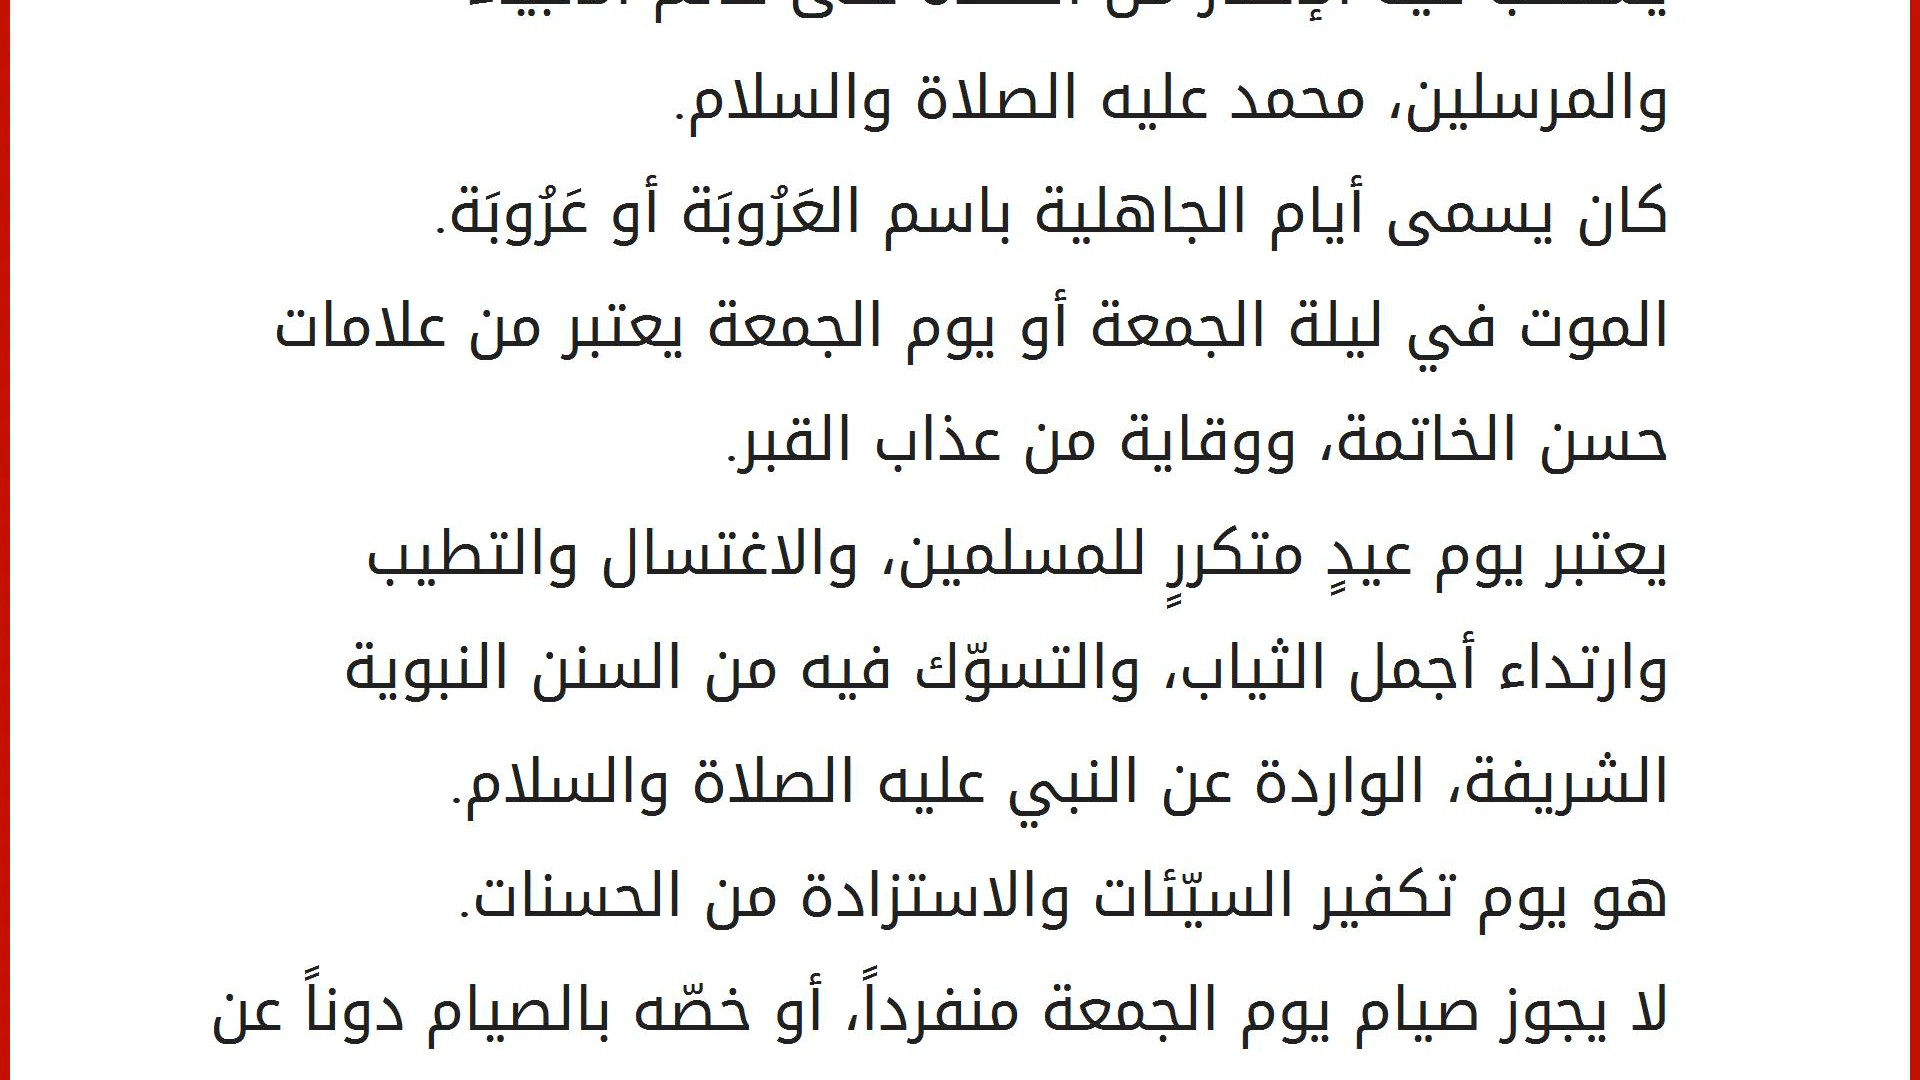 والمرسلين، محمد عليه الصلاة والسلام.
كان يسمى أيام الجاهلية باسم العَرُوبَة أو عَرُوبَة.
الموت في ليلة الجمعة أو يوم الجمعة يعتبر من علامات
حسن الخاتمة، ووقاية من عذاب القبر.
يعتبر يوم عيدٍ متكررٍ للمسلمين، والاغتسال والتطيب
وارتداء أجمل الثياب، والتسوّك فيه من السنن النبوية
الشريفة، الواردة عن النبي عليه الصلاة والسلام.
هو يوم تكفير السيّئات والاستزادة من الحسنات.
لا يجوز صيام يوم الجمعة منفرداً، أو خصّه بالصيام دوناً عن